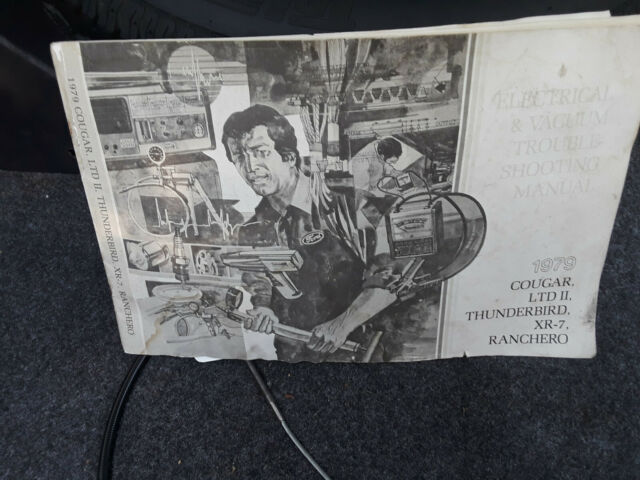 1979 COUGAR, LTD II, THUNDERBIRD, XR-7, RANCHERO
Ford
ELECTRICAL
& VACUUM
TROUBLE-
SHOOTING
MANUAL
1979
COUGAR,
LTD II,
THUNDERBIRD,
XR-7,
RANCHERO